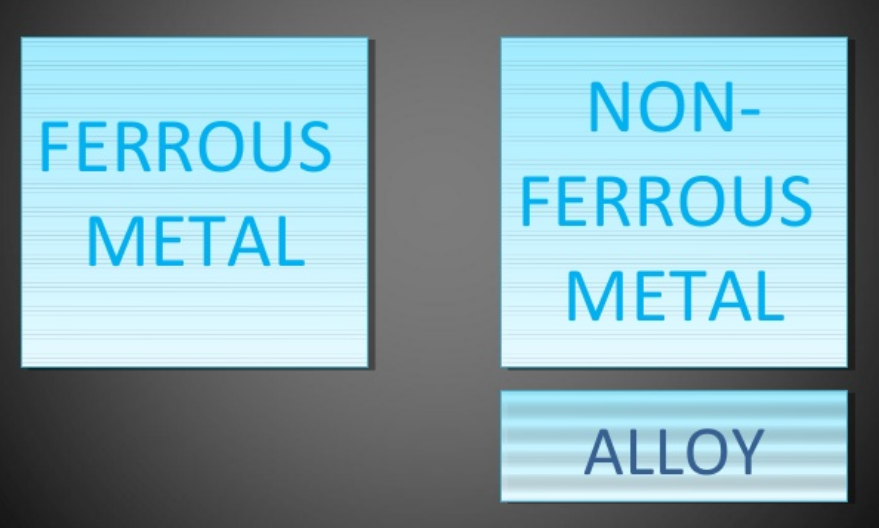 FERROUS
METAL
NON-
FERROUS
METAL
ALLOY